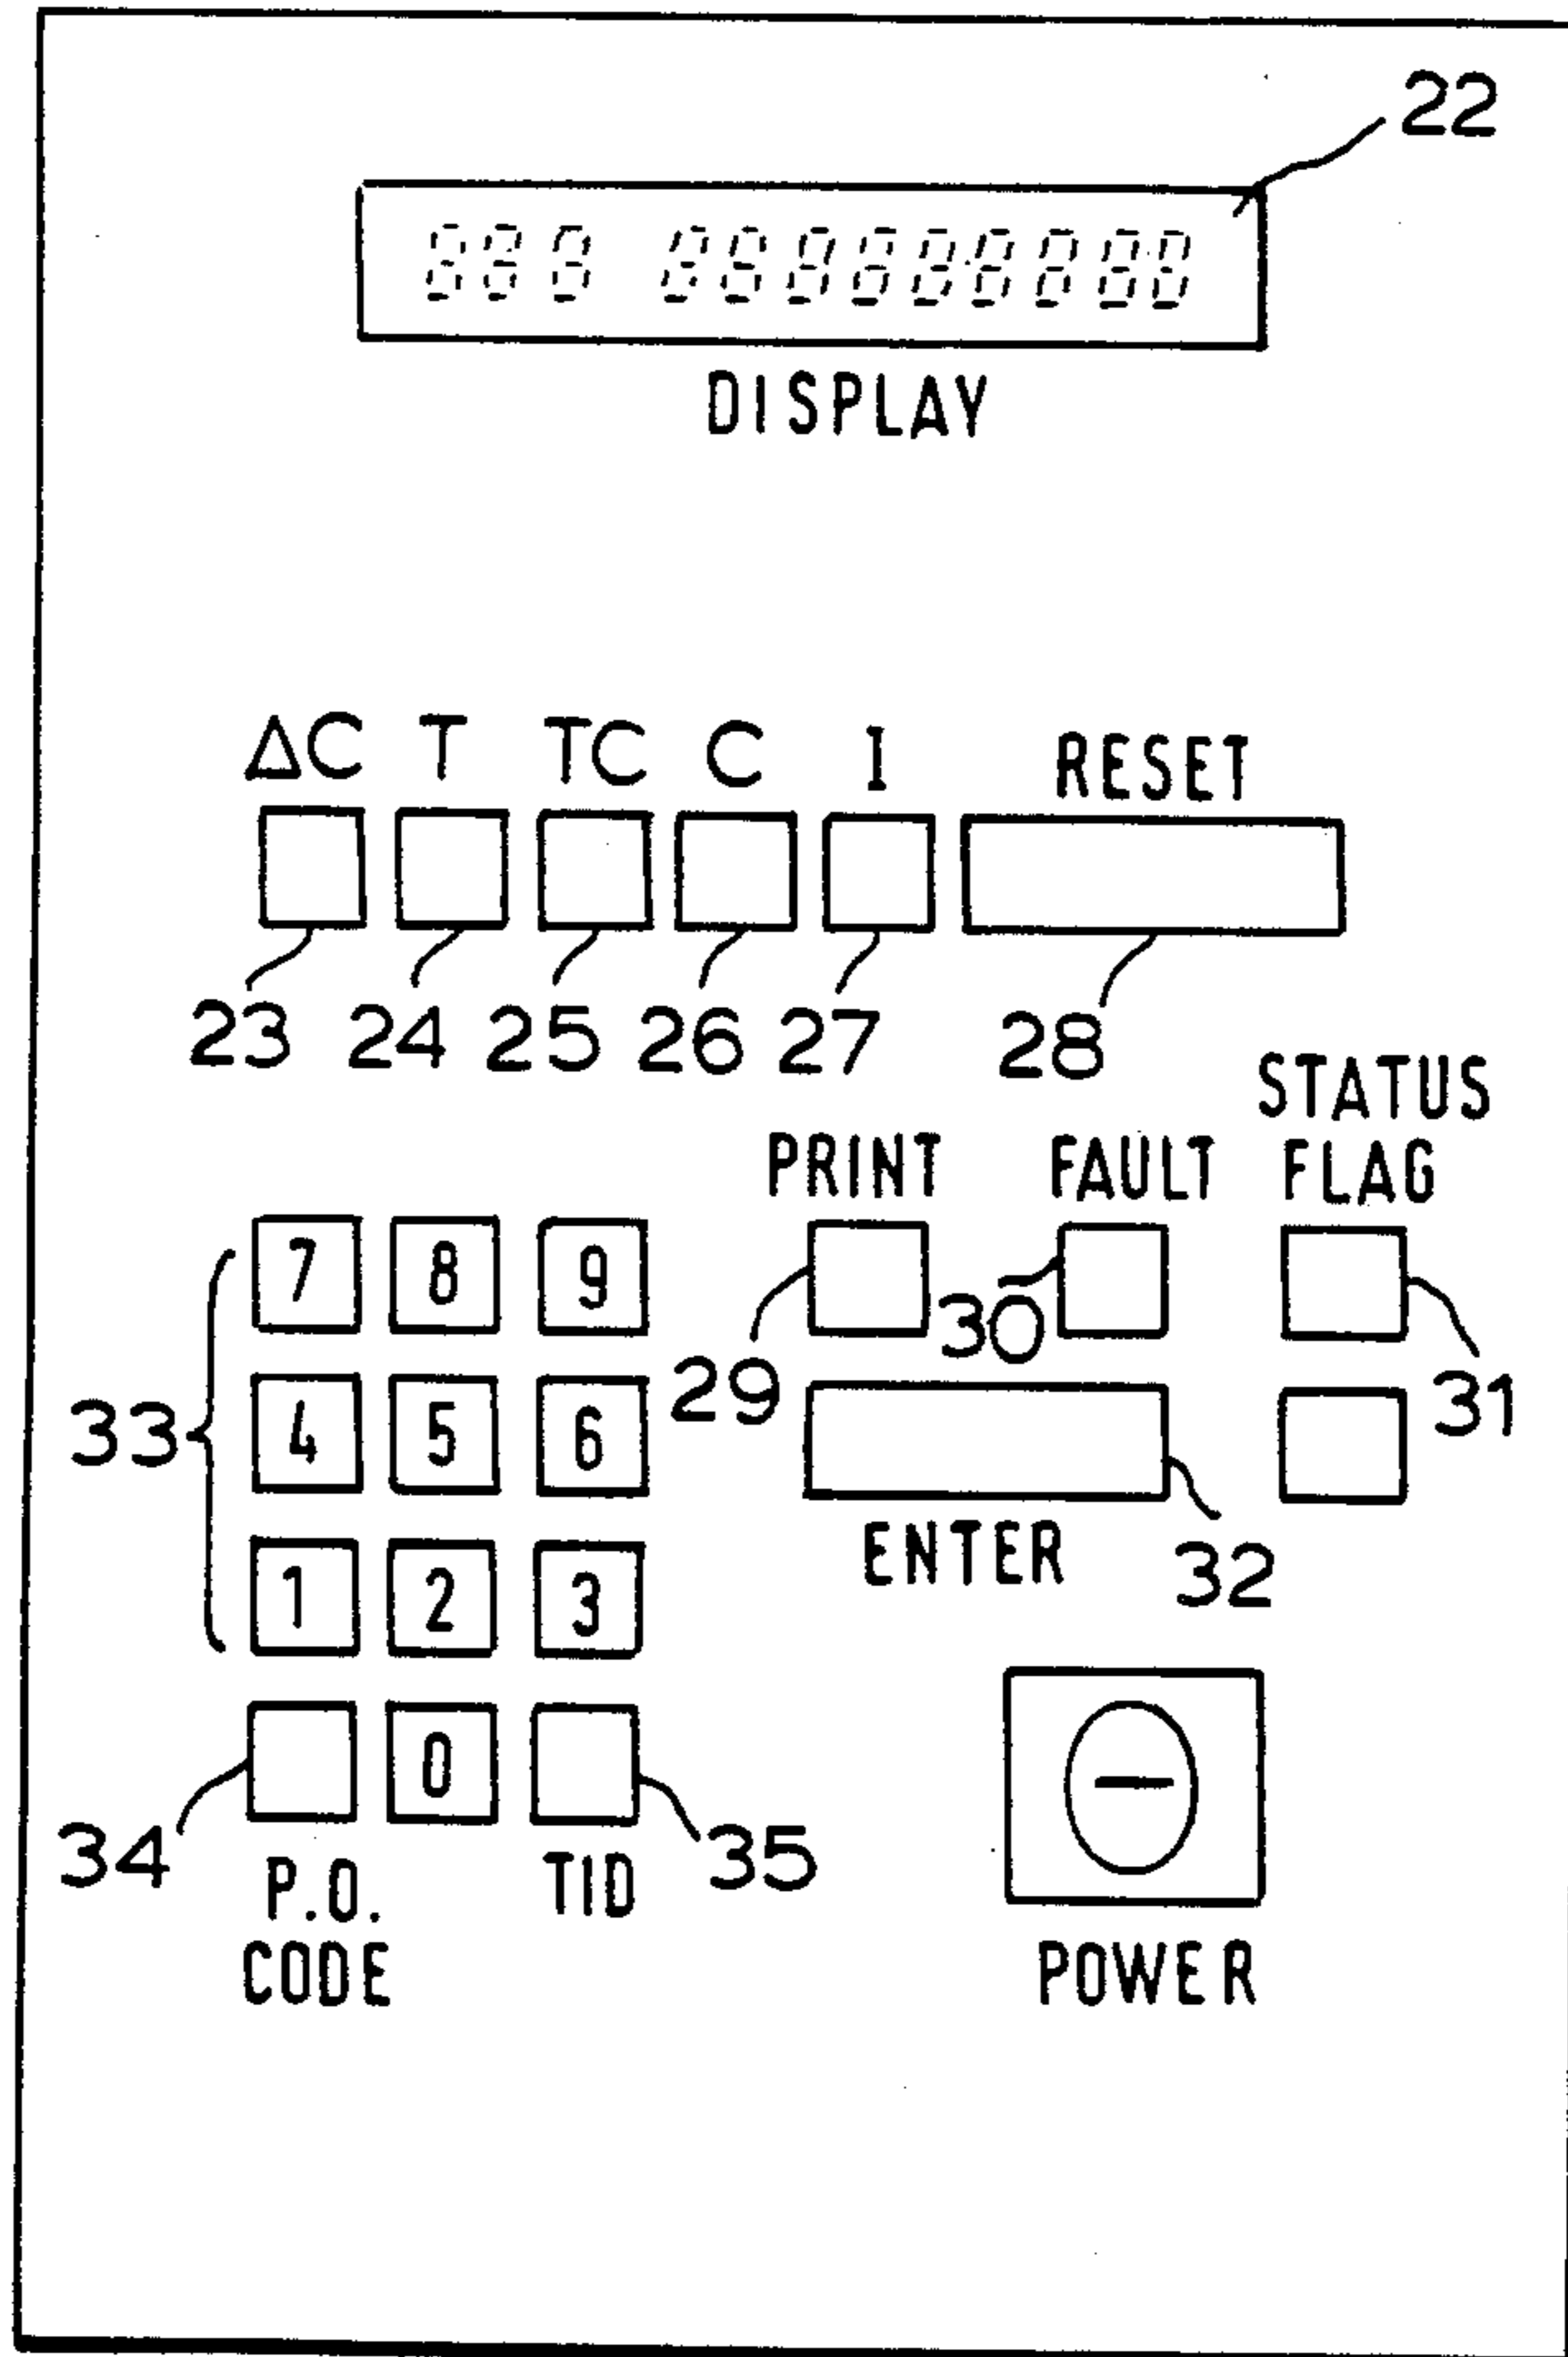 22
DISPLAY
ΔC T TC C I RESET
23 24 25 26 27 28
STATUS
PRINT FAULT FLAG
7 8 9
30
29
31
33
4 5 6
ENTER
32
1 2 3
0
34
35
P.O. TID
CODE
POWER